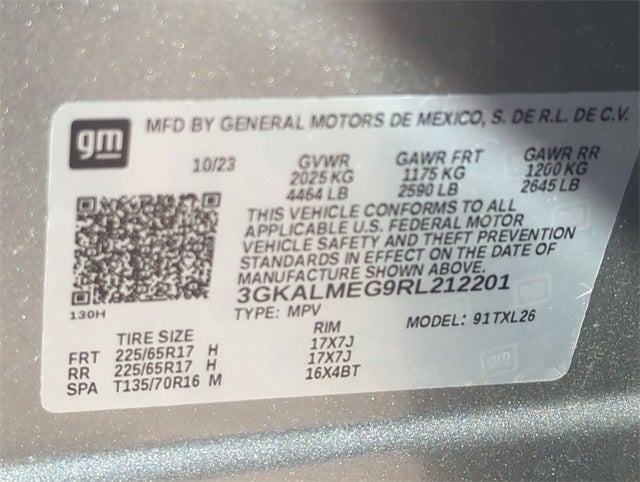 gm
MFD BY GENERAL MOTORS DE MEXICO, S. DE R.L. DE C.V.
10/23 GVWR GAWR FRT GAWR RR
2025 KG 1175 KG 1200 KG
4464 LB 2590 LB 2645 LB
THIS VEHICLE CONFORMS TO ALL
APPLICABLE U.S. FEDERAL MOTOR
VEHICLE SAFETY AND THEFT PREVENTION
STANDARDS IN EFFECT ON THE DATE OF
MANUFACTURE SHOWN ABOVE.
130H
3GKALMEG9RL212201
TYPE: MPV MODEL: 91TXL26
TIRE SIZE RIM
FRT 225/65R17 H 17X7J
RR 225/65R17 H 17X7J
SPA T135/70R16 M 16X4BT